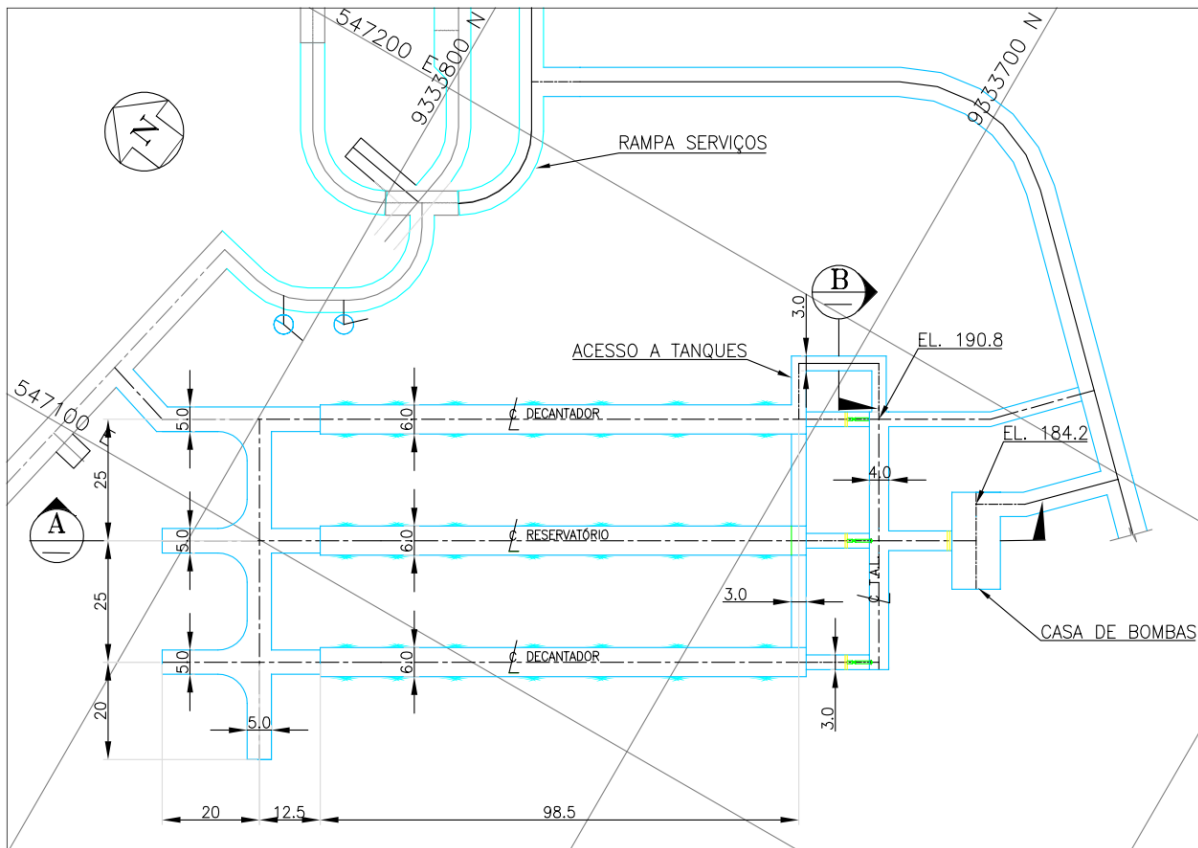 547200 E
9333800 N
9333700 N
N
RAMPA SERVIÇOS
B
3.0
ACESSO A TANQUES
EL. 190.8
547100 E
5.0
6.0
℄ DECANTADOR
EL. 184.2
25
4.0
A
5.0
6.0
℄ RESERVATÓRIO
25
3.0
CASA DE BOMBAS
5.0
6.0
℄ DECANTADOR
20
5.0
3.0
20
12.5
98.5